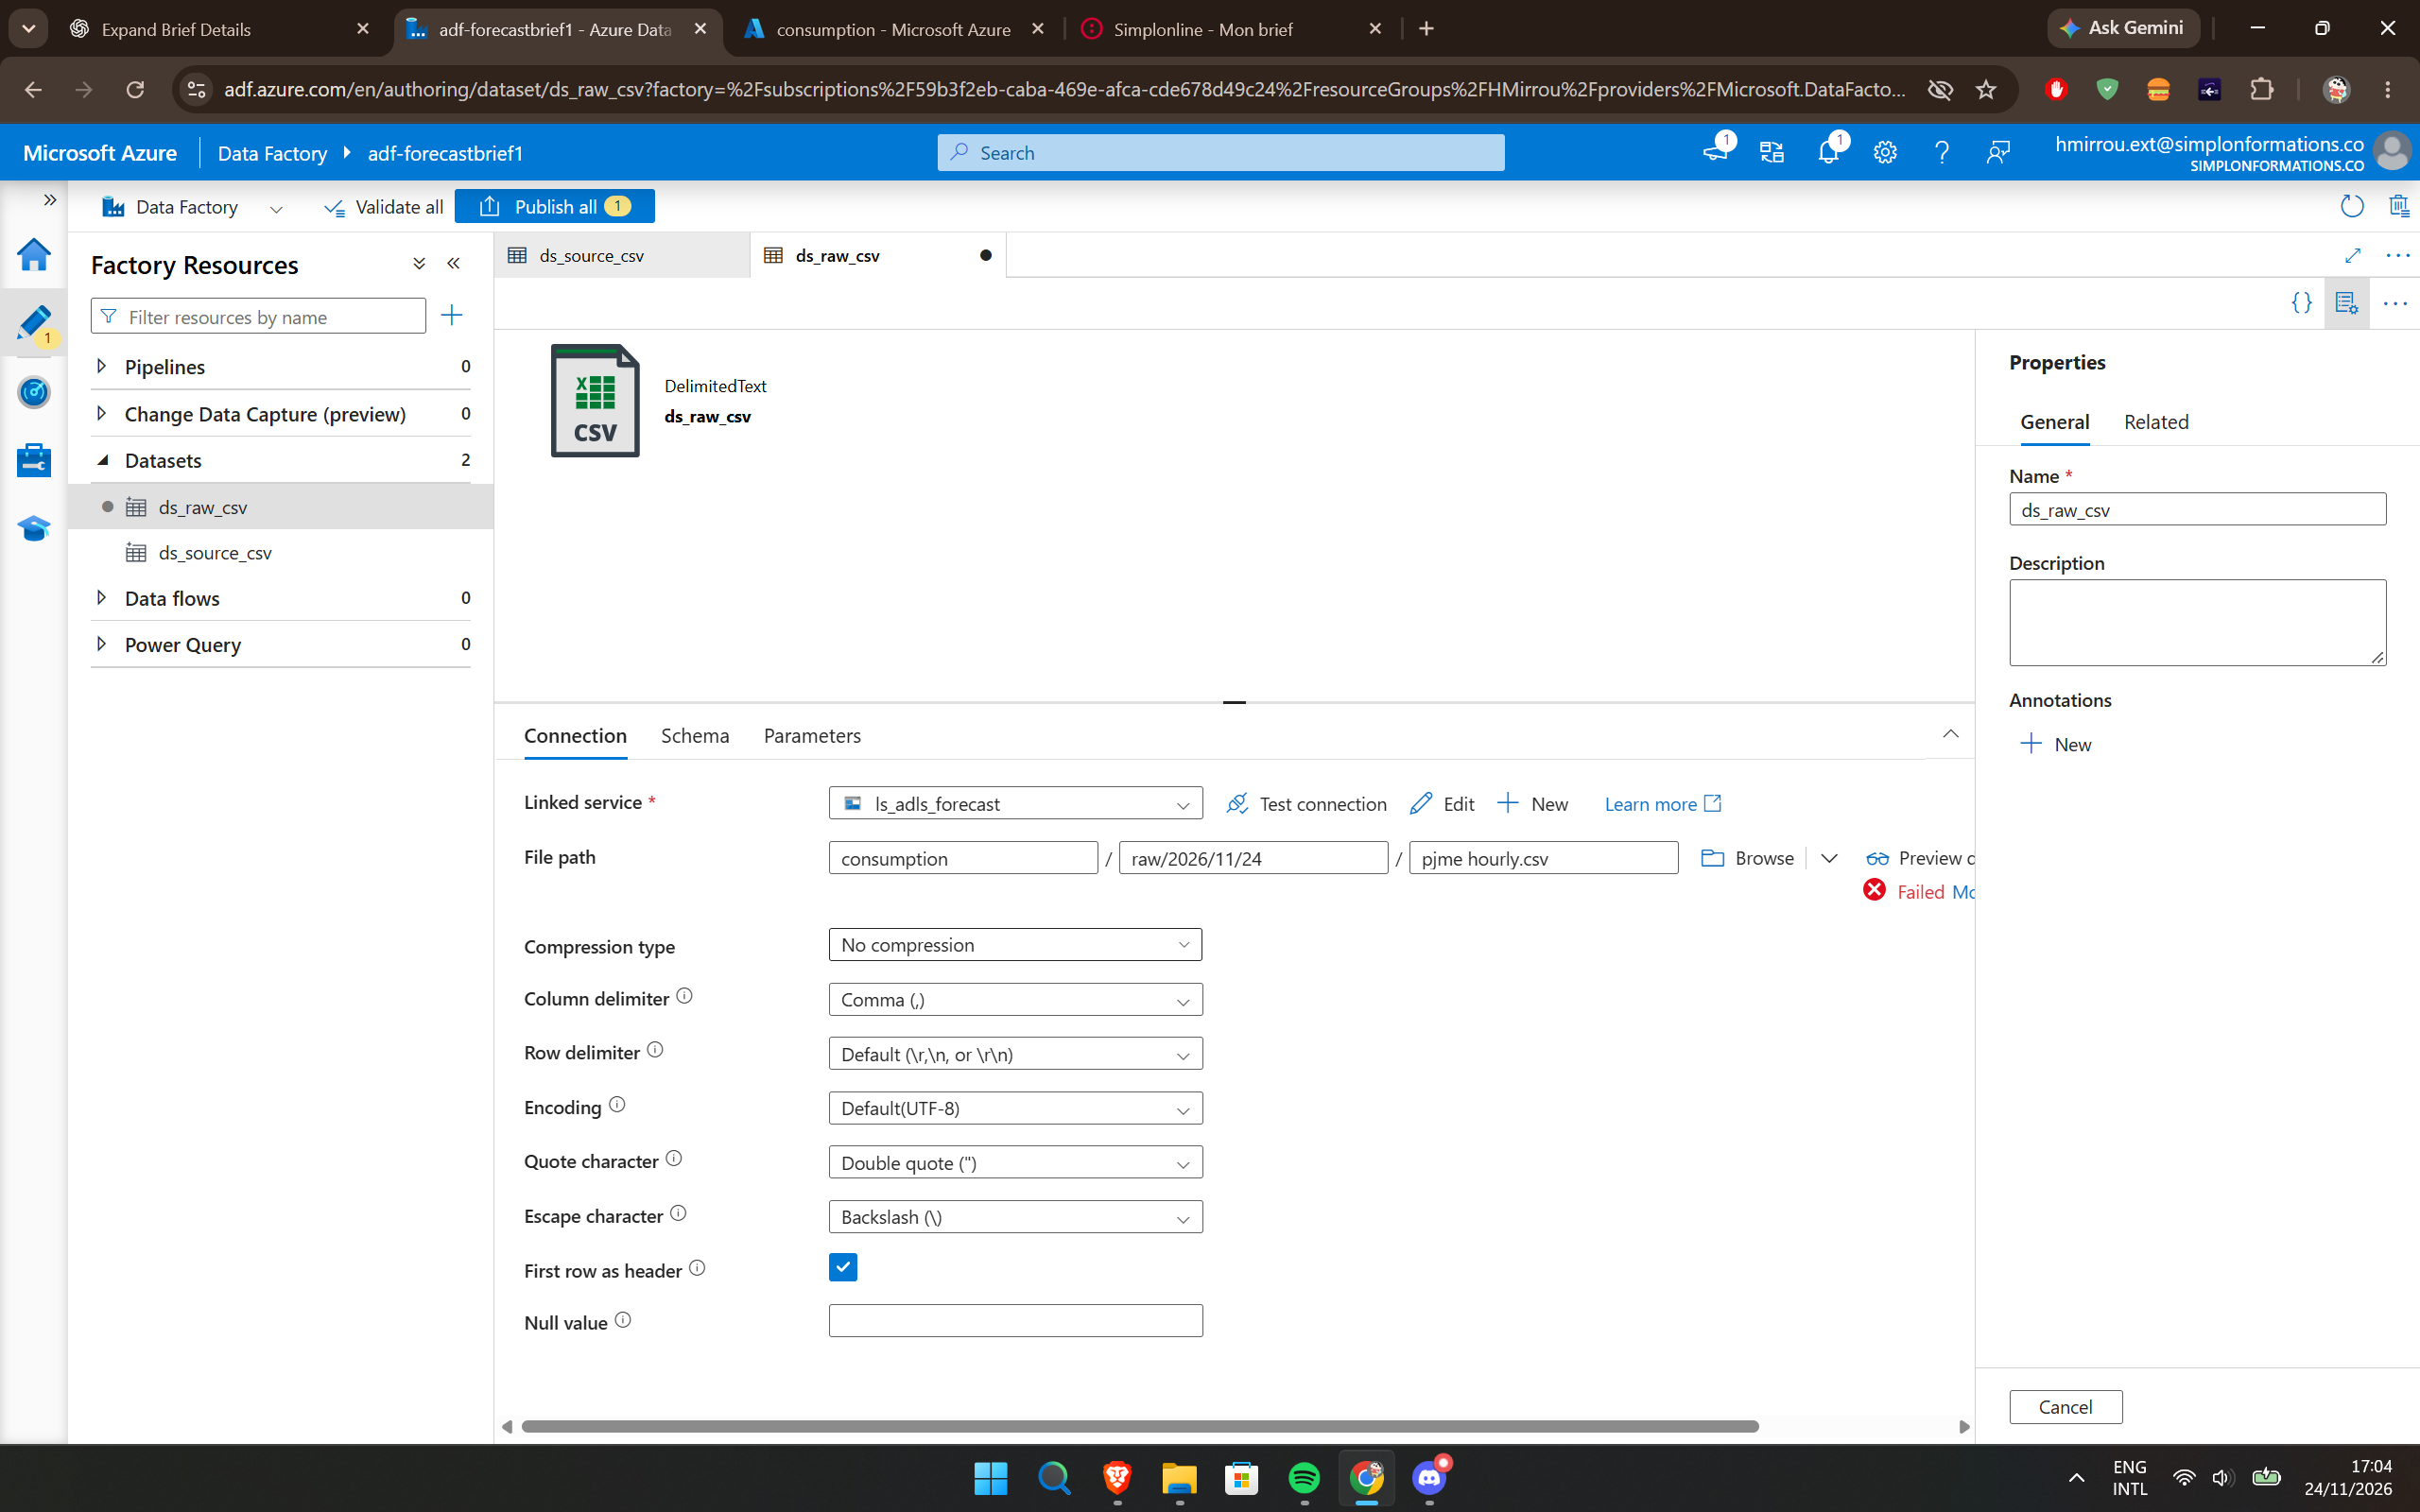 Expand Brief Details
adf-forecastbrief1 - Azure Data
consumption - Microsoft Azure
Simplonline - Mon brief
Ask Gemini
adf.azure.com/en/authoring/dataset/ds_raw_csv?factory=%2Fsubscriptions%2F59b3f2eb-caba-469e-afca-cde678d49c24%2FresourceGroups%2FHMirrou%2Fproviders%2FMicrosoft.DataFacto...
Microsoft Azure
Data Factory
adf-forecastbrief1
Search
1
1
hmirrou.ext@simplonformations.co
SIMPLONFORMATIONS.CO
Data Factory
Validate all
Publish all 1
Factory Resources
Filter resources by name
1
Pipelines 0
Change Data Capture (preview) 0
Datasets 2
ds_raw_csv
ds_source_csv
Data flows 0
Power Query 0
ds_source_csv
ds_raw_csv
{}
X
CSV
DelimitedText
ds_raw_csv
Connection
Schema
Parameters
Linked service *
ls_adls_forecast
Test connection
Edit
New
Learn more
File path
consumption / raw/2026/11/24 / pjme hourly.csv
Browse
Preview
Failed
Compression type
No compression
Column delimiter
Comma (,)
Row delimiter
Default (\r,\n, or \r\n)
Encoding
Default(UTF-8)
Quote character
Double quote (")
Escape character
Backslash (\)
First row as header
Null value
Properties
General
Related
Name *
ds_raw_csv
Description
Annotations
New
Cancel
ENG
INTL
17:04
24/11/2026